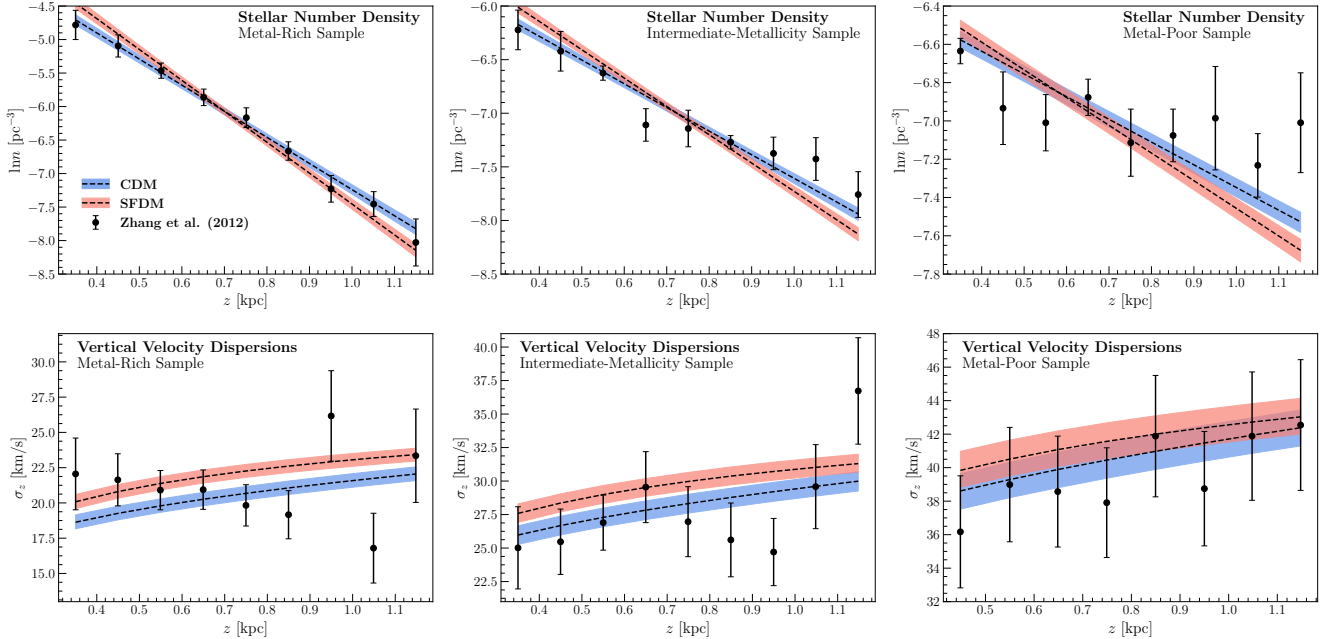 Stellar Number Density
Metal-Rich Sample
−4.5
−5.0
−5.5
−6.0
−6.5
−7.0
−7.5
−8.0
−8.5
ln n [pc⁻³]
CDM
SFDM
Zhang et al. (2012)
0.4 0.5 0.6 0.7 0.8 0.9 1.0 1.1
z [kpc]
Stellar Number Density
Intermediate-Metallicity Sample
−6.0
−6.5
−7.0
−7.5
−8.0
−8.5
ln n [pc⁻³]
0.4 0.5 0.6 0.7 0.8 0.9 1.0 1.1
z [kpc]
Stellar Number Density
Metal-Poor Sample
−6.4
−6.6
−6.8
−7.0
−7.2
−7.4
−7.6
−7.8
ln n [pc⁻³]
0.4 0.5 0.6 0.7 0.8 0.9 1.0 1.1
z [kpc]
Vertical Velocity Dispersions
Metal-Rich Sample
30.0
27.5
25.0
22.5
20.0
17.5
15.0
σ_z [km/s]
0.4 0.5 0.6 0.7 0.8 0.9 1.0 1.1
z [kpc]
Vertical Velocity Dispersions
Intermediate-Metallicity Sample
40.0
37.5
35.0
32.5
30.0
27.5
25.0
22.5
σ_z [km/s]
0.4 0.5 0.6 0.7 0.8 0.9 1.0 1.1
z [kpc]
Vertical Velocity Dispersions
Metal-Poor Sample
48
46
44
42
40
38
36
34
32
σ_z [km/s]
0.5 0.6 0.7 0.8 0.9 1.0 1.1
z [kpc]